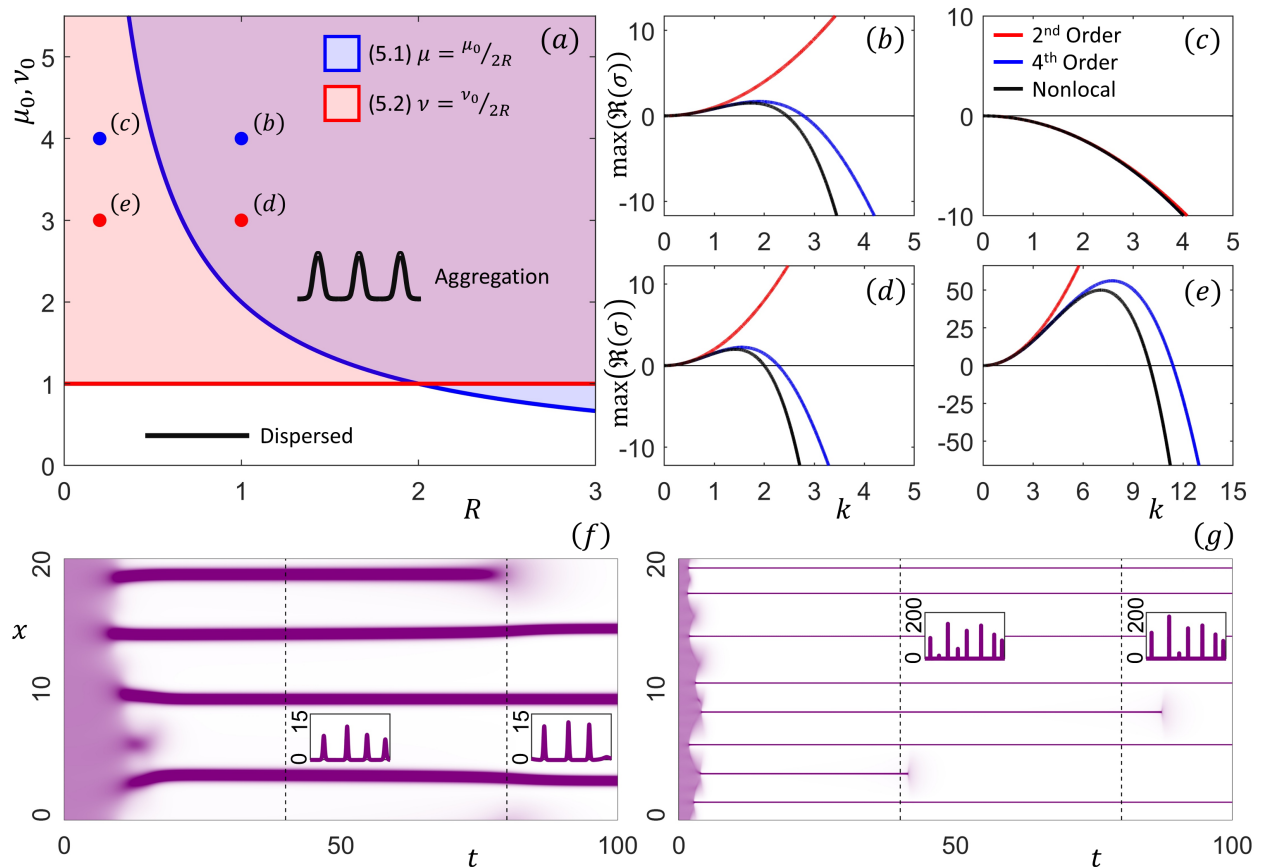 (a)
(5.1) μ = μ₀/2R
(5.2) ν = ν₀/2R
μ₀, ν₀
5
4
3
2
1
0
(c)
(b)
(e)
(d)
Aggregation
Dispersed
0
1
2
3
R
(b)
max(ℜ(σ))
10
0
-10
0 1 2 3 4 5
(c)
2nd Order
4th Order
Nonlocal
10
0
-10
0 1 2 3 4 5
(d)
max(ℜ(σ))
10
0
-10
0 1 2 3 4 5
k
(e)
50
25
0
-25
-50
0 3 6 9 12 15
k
(f)
x
20
10
0
15
0
15
0
0 50 100
t
(g)
20
10
0
200
0
200
0
0 50 100
t